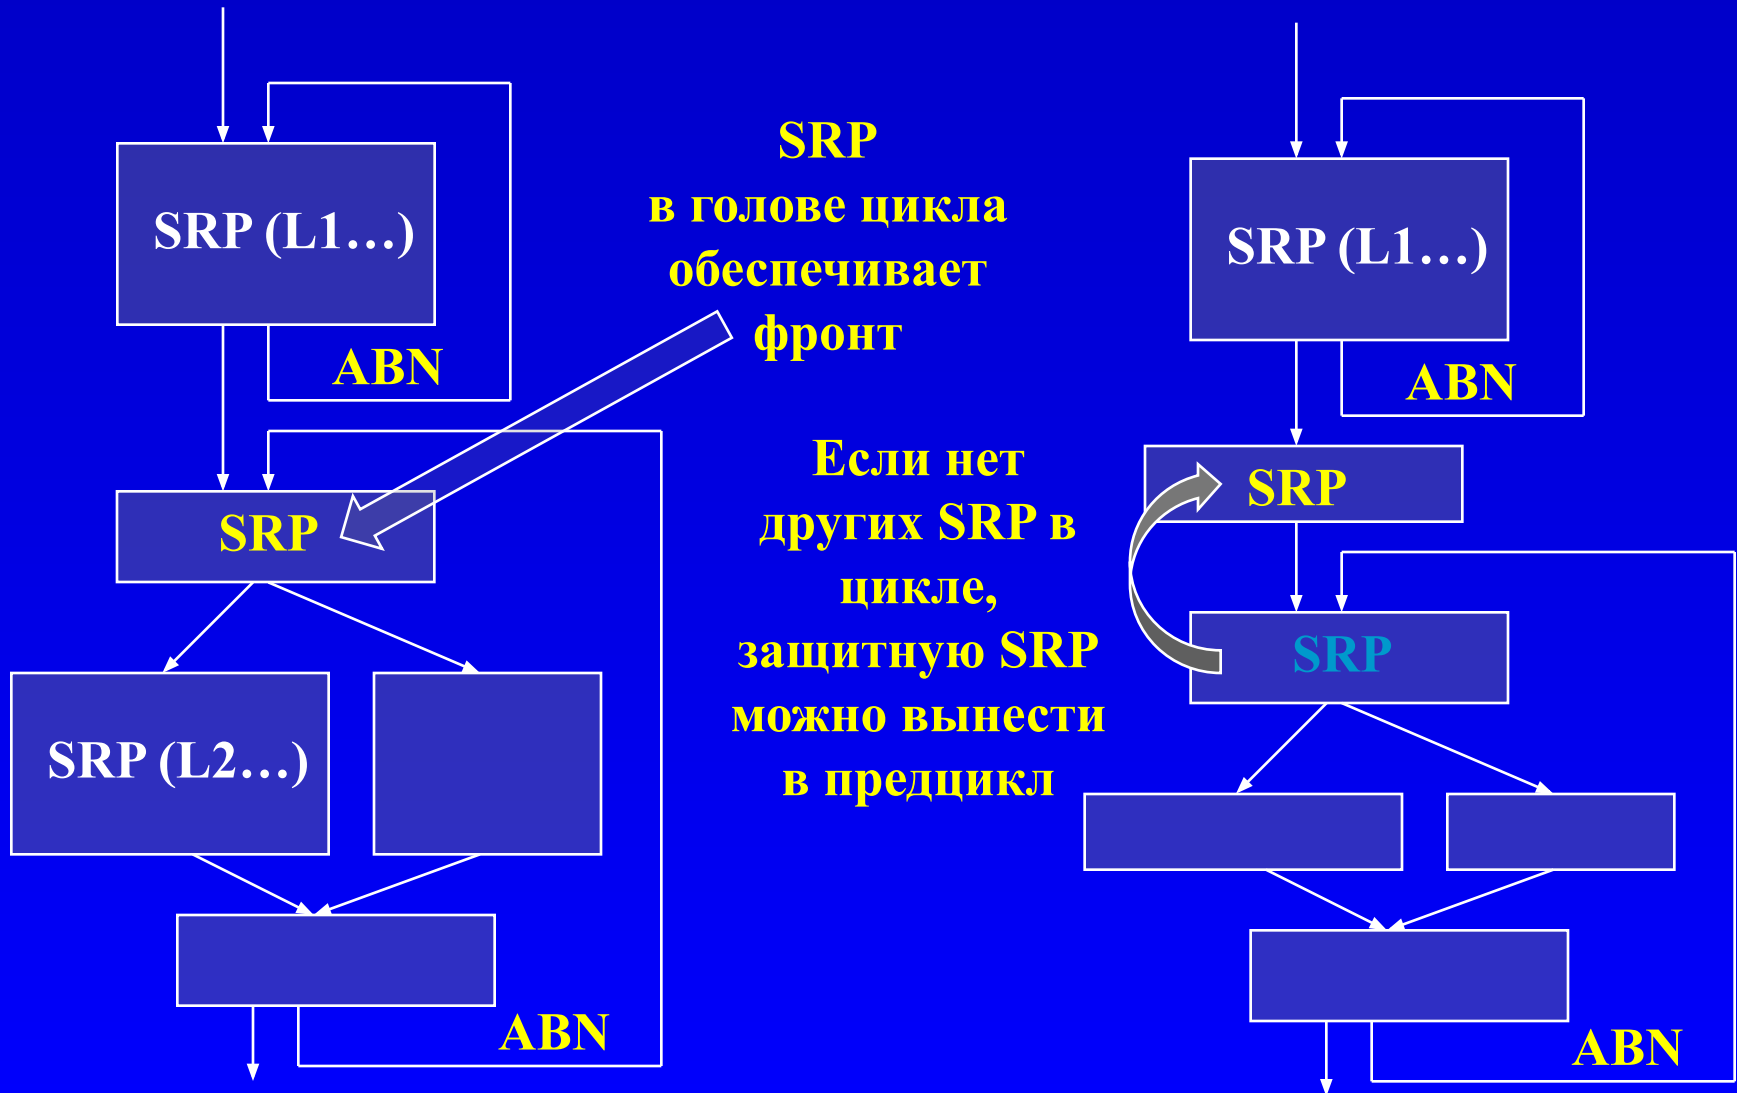 SRP (L1…)
ABN
SRP
SRP (L2…)
ABN
SRP
в голове цикла
обеспечивает
фронт
Если нет
других SRP в
цикле,
защитную SRP
можно вынести
в предцикл
SRP (L1…)
ABN
SRP
SRP
ABN